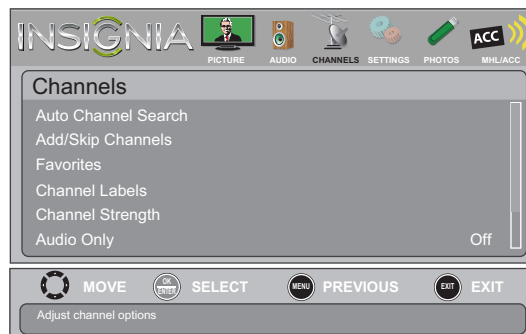 INSIGNIA
PICTURE AUDIO CHANNELS SETTINGS PHOTOS MHL/ACC
ACC
Channels
Auto Channel Search
Add/Skip Channels
Favorites
Channel Labels
Channel Strength
Audio Only Off
MOVE OK ENTER SELECT MENU PREVIOUS EXIT EXIT
Adjust channel options